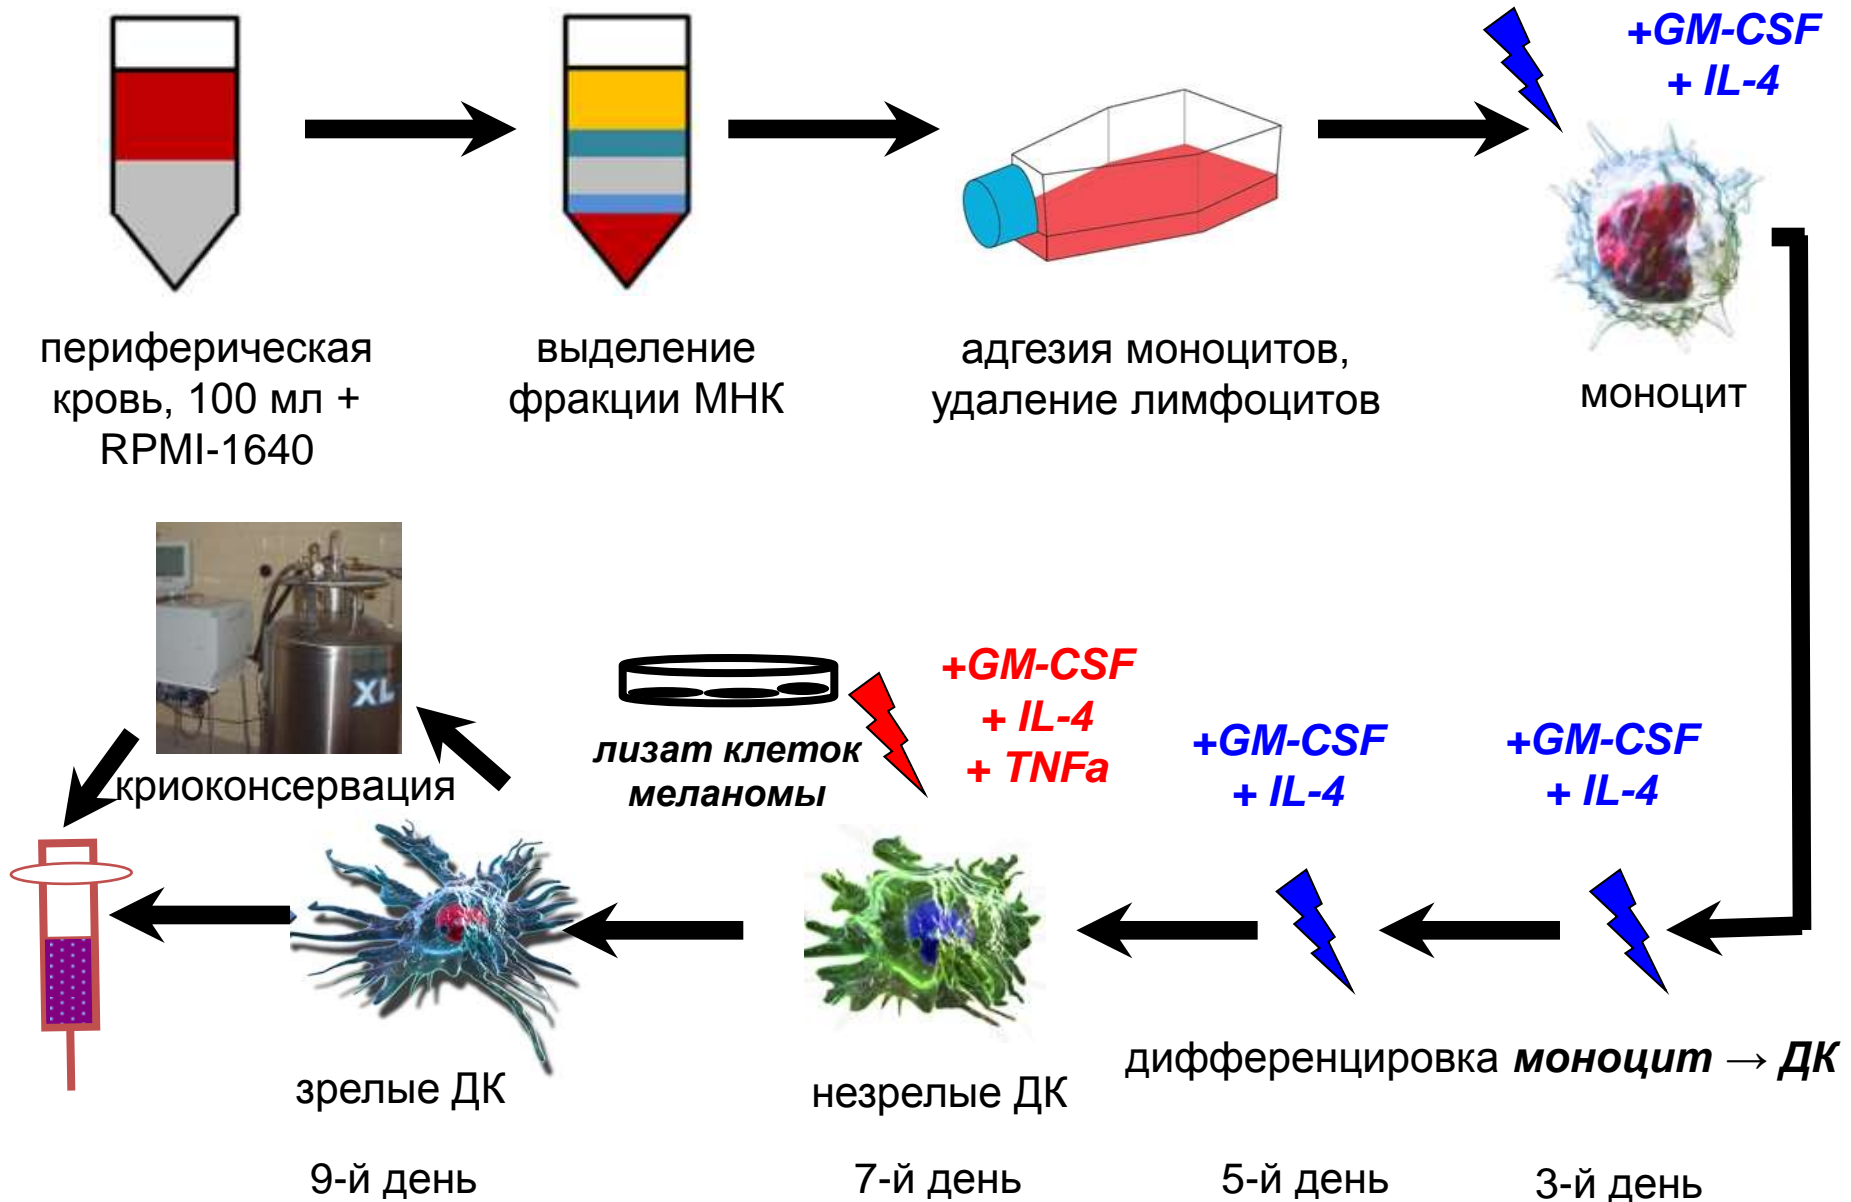 +GM-CSF
+ IL-4
периферическая
кровь, 100 мл +
RPMI-1640
выделение
фракции МНК
адгезия моноцитов,
удаление лимфоцитов
моноцит
XL
криоконсервация
лизат клеток
меланомы
+GM-CSF
+ IL-4
+ TNFa
+GM-CSF
+ IL-4
+GM-CSF
+ IL-4
зрелые ДК
незрелые ДК
дифференцировка моноцит → ДК
9-й день
7-й день
5-й день
3-й день